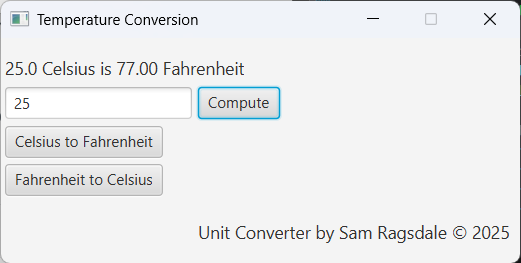 Temperature Conversion
25.0 Celsius is 77.00 Fahrenheit
25 Compute
Celsius to Fahrenheit
Fahrenheit to Celsius
Unit Converter by Sam Ragsdale © 2025